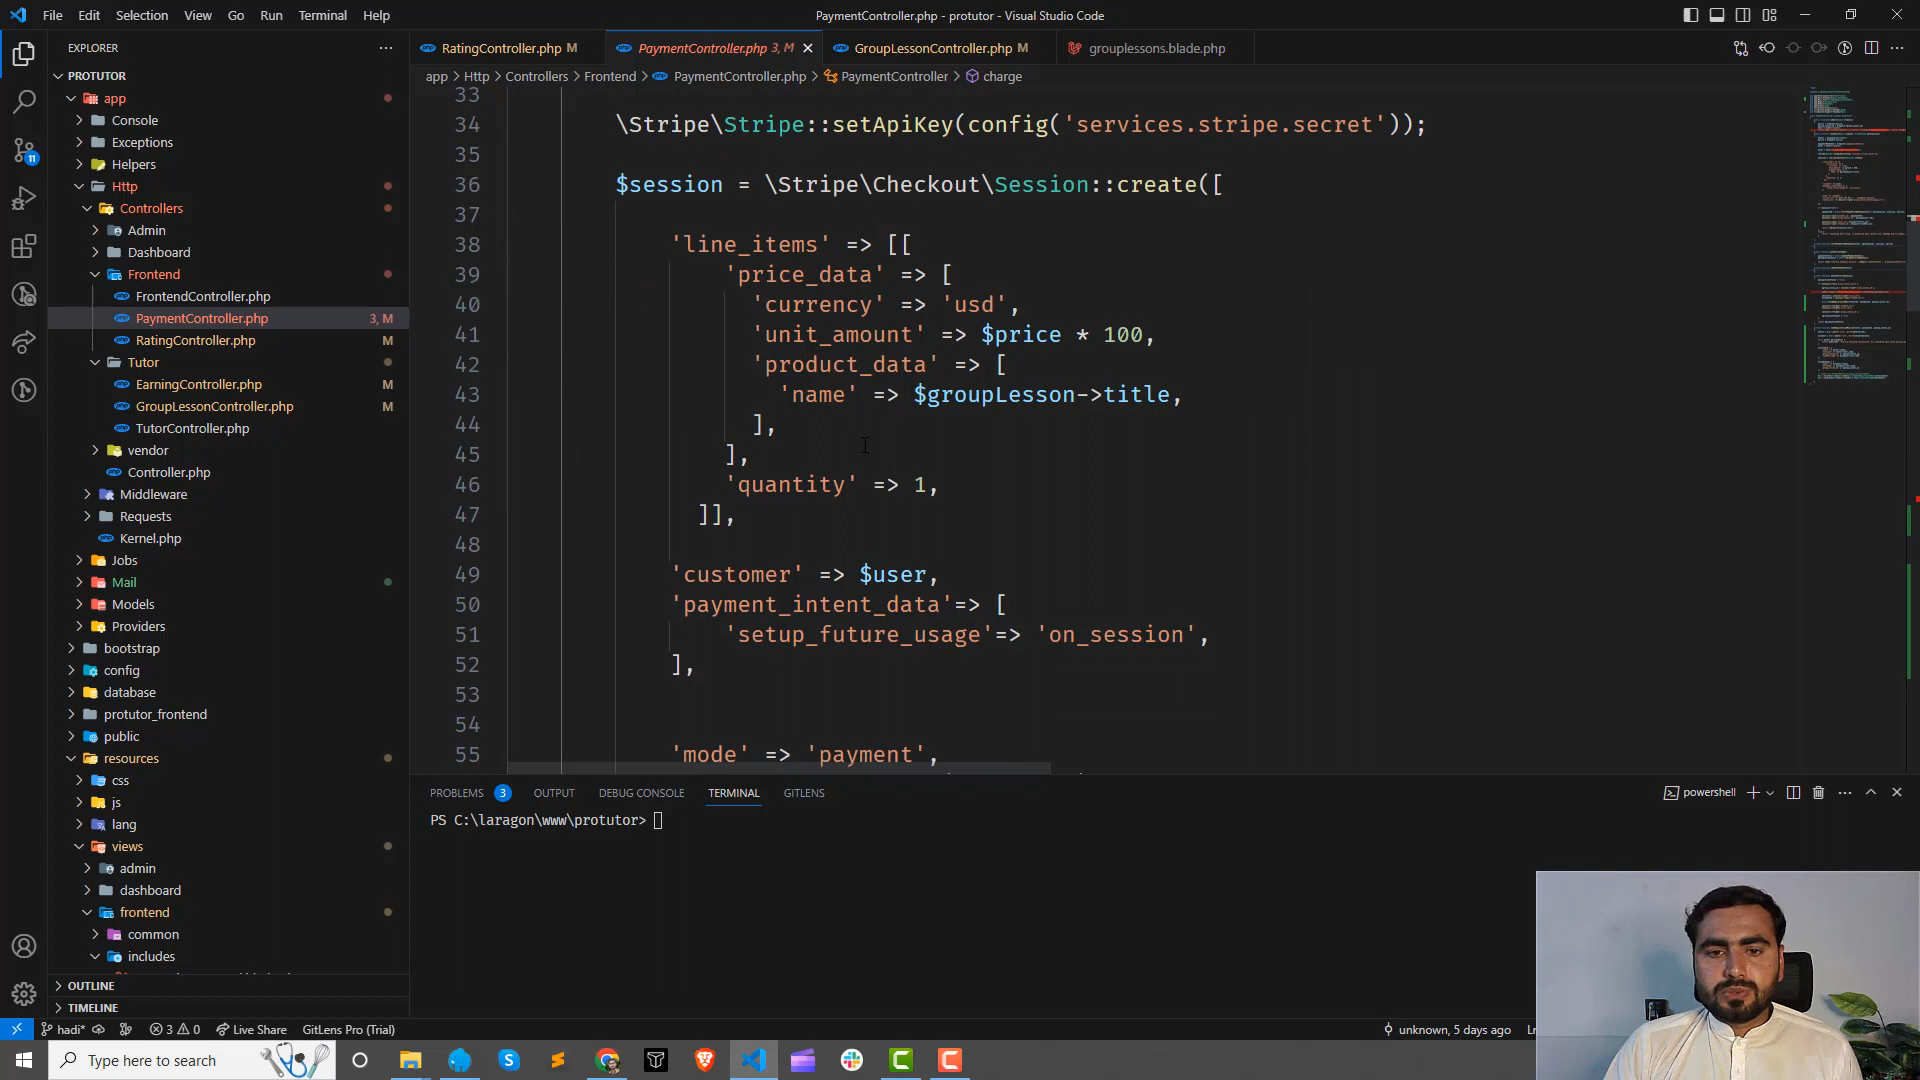 File Edit Selection View Go Run Terminal Help
PaymentController.php - protutor - Visual Studio Code
EXPLORER
RatingController.php M
PaymentController.php 3, M
GroupLessonController.php M
grouplessons.blade.php
PROTUTOR
app > Http > Controllers > Frontend > PaymentController.php > PaymentController > charge
app
Console
Exceptions
Helpers
Http
Controllers
Admin
Dashboard
Frontend
FrontendController.php
PaymentController.php 3, M
RatingController.php M
Tutor
EarningController.php M
GroupLessonController.php M
TutorController.php
vendor
Controller.php
Middleware
Requests
Kernel.php
Jobs
Mail
Models
Providers
bootstrap
config
database
protutor_frontend
public
resources
css
js
lang
views
admin
dashboard
frontend
common
includes
OUTLINE
TIMELINE
33
34 \Stripe\Stripe::setApiKey(config('services.stripe.secret'));
35
36 $session = \Stripe\Checkout\Session::create([
37
38 'line_items' => [[
39 'price_data' => [
40 'currency' => 'usd',
41 'unit_amount' => $price * 100,
42 'product_data' => [
43 'name' => $groupLesson->title,
44 ],
45 ],
46 'quantity' => 1,
47 ]],
48
49 'customer' => $user,
50 'payment_intent_data'=> [
51 'setup_future_usage'=> 'on_session',
52 ],
53
54
55 'mode' => 'payment',
PROBLEMS 3 OUTPUT DEBUG CONSOLE TERMINAL GITLENS
powershell
PS C:\laragon\www\protutor>
11
hadi* 3 0 Live Share GitLens Pro (Trial)
unknown, 5 days ago
Type here to search